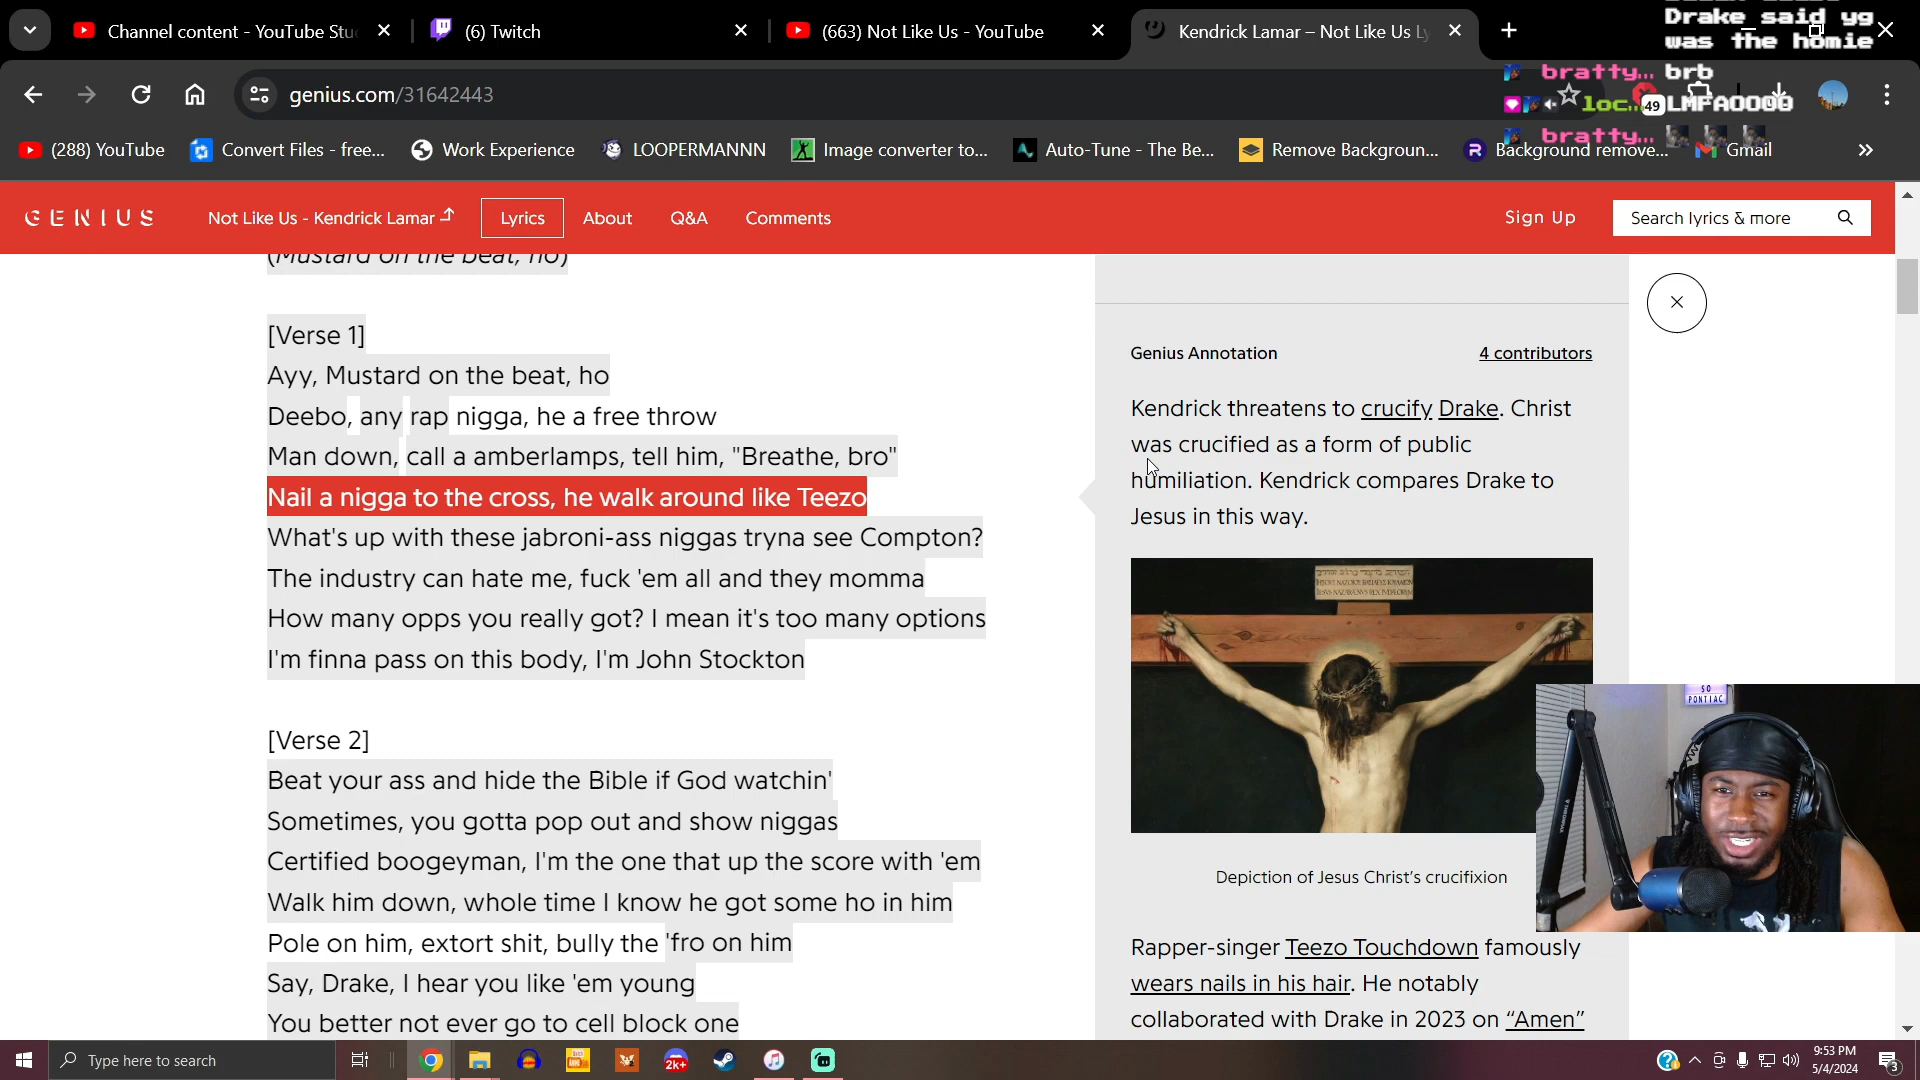 Channel content - YouTube Stu
(6) Twitch
(663) Not Like Us - YouTube
Kendrick Lamar – Not Like Us Ly
Drake said yg
was the homie
bratty... brb
loc... LMFAOOOO
bratty...
genius.com/31642443
49
(288) YouTube
Convert Files - free...
Work Experience
LOOPERMANNN
Image converter to...
Auto-Tune - The Be...
Remove Backgroun...
Background remove...
Gmail
GENIUS
Not Like Us - Kendrick Lamar
Lyrics
About
Q&A
Comments
Sign Up
Search lyrics & more
(Mustard on the beat, ho)
[Verse 1]
Ayy, Mustard on the beat, ho
Deebo, any rap nigga, he a free throw
Man down, call a amberlamps, tell him, "Breathe, bro"
Nail a nigga to the cross, he walk around like Teezo
What's up with these jabroni-ass niggas tryna see Compton?
The industry can hate me, fuck 'em all and they momma
How many opps you really got? I mean it's too many options
I'm finna pass on this body, I'm John Stockton
[Verse 2]
Beat your ass and hide the Bible if God watchin'
Sometimes, you gotta pop out and show niggas
Certified boogeyman, I'm the one that up the score with 'em
Walk him down, whole time I know he got some ho in him
Pole on him, extort shit, bully the 'fro on him
Say, Drake, I hear you like 'em young
You better not ever go to cell block one
Genius Annotation
4 contributors
Kendrick threatens to crucify Drake. Christ
was crucified as a form of public
humiliation. Kendrick compares Drake to
Jesus in this way.
Depiction of Jesus Christ's crucifixion
Rapper-singer Teezo Touchdown famously
wears nails in his hair. He notably
collaborated with Drake in 2023 on “Amen”
SO
PONTIAC
Type here to search
2k+
9:53 PM
5/4/2024
3